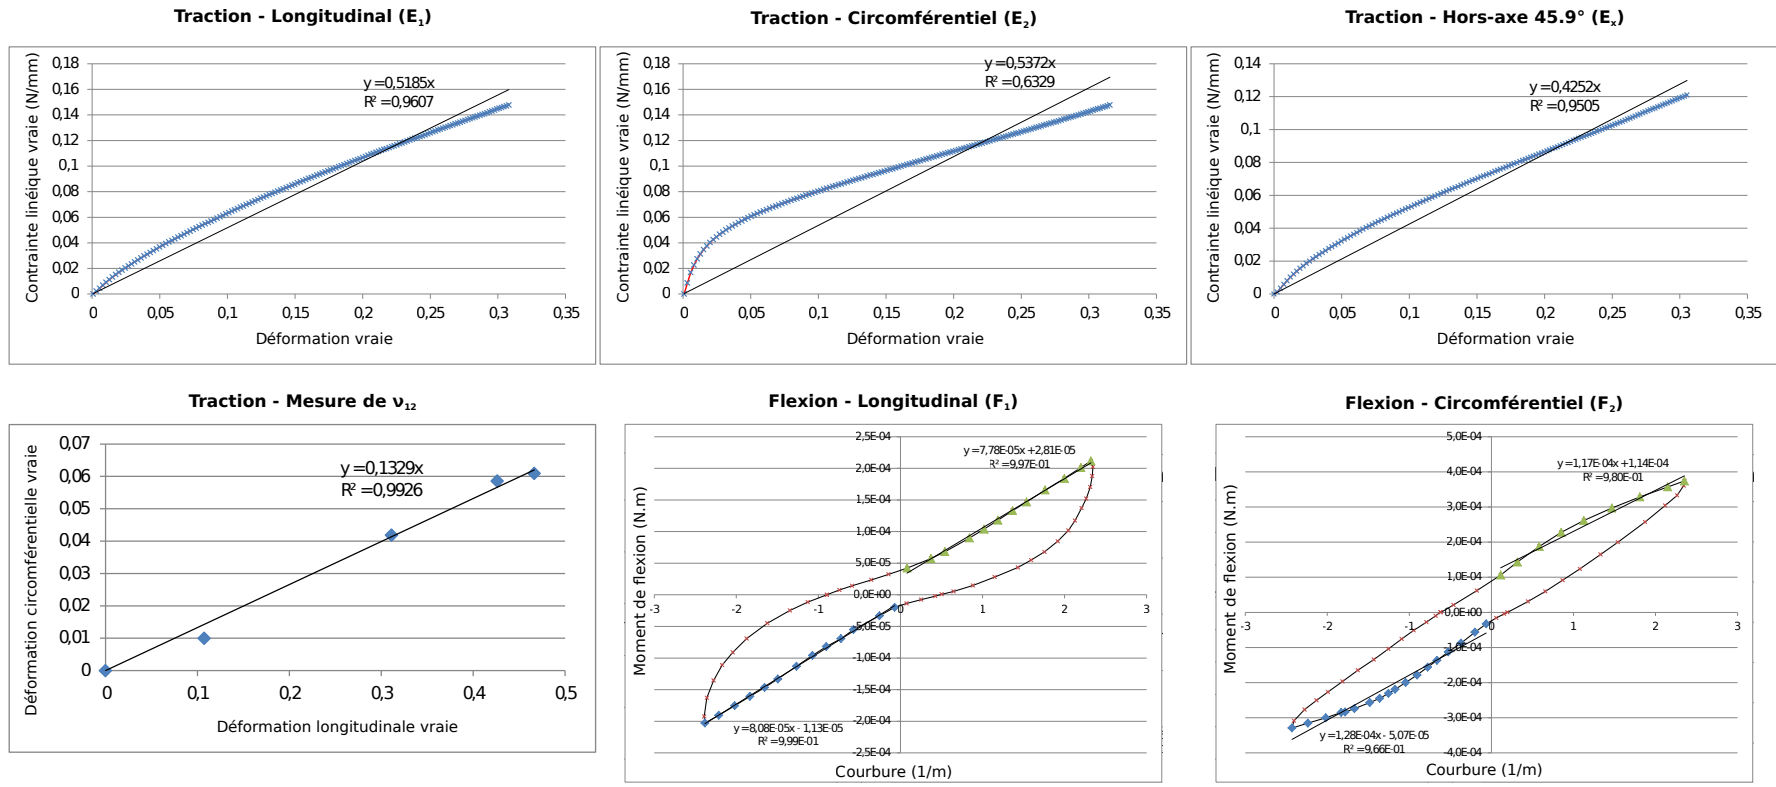 Traction - Longitudinal (E₁)
Contrainte linéique vraie (N/mm)
0,18
0,16
0,14
0,12
0,1
0,08
0,06
0,04
0,02
0
y = 0,5185x
R² = 0,9607
0 0,05 0,1 0,15 0,2 0,25 0,3 0,35
Déformation vraie
Traction - Circomférentiel (E₂)
Contrainte linéique vraie (N/mm)
0,18
0,16
0,14
0,12
0,1
0,08
0,06
0,04
0,02
0
y = 0,5372x
R² = 0,6329
0 0,05 0,1 0,15 0,2 0,25 0,3 0,35
Déformation vraie
Traction - Hors-axe 45.9° (Eₓ)
Contrainte linéique vraie (N/mm)
0,14
0,12
0,1
0,08
0,06
0,04
0,02
0
y = 0,4252x
R² = 0,9505
0 0,05 0,1 0,15 0,2 0,25 0,3 0,35
Déformation vraie
Traction - Mesure de ν₁₂
Déformation circomférentielle vraie
0,07
0,06
0,05
0,04
0,03
0,02
0,01
0
y = 0,1329x
R² = 0,9926
0 0,1 0,2 0,3 0,4 0,5
Déformation longitudinale vraie
Flexion - Longitudinal (F₁)
Moment de flexion (N.m)
2,5E-04
y = 7,78E-05x + 2,81E-05
R² = 9,97E-01
2,0E-04
1,5E-04
1,0E-04
5,0E-05
0,0E+00
-3 -2 -1 0 1 2 3
-5,0E-05
-1,0E-04
-1,5E-04
-2,0E-04
y = 8,08E-05x - 1,13E-05
R² = 9,99E-01
-2,5E-04
Courbure (1/m)
Flexion - Circomférentiel (F₂)
Moment de flexion (N.m)
5,0E-04
y = 1,17E-04x + 1,14E-04
R² = 9,80E-01
4,0E-04
3,0E-04
2,0E-04
1,0E-04
0,0E+00
-3 -2 -1 0 1 2 3
-1,0E-04
-2,0E-04
-3,0E-04
y = 1,28E-04x - 5,07E-05
R² = 9,66E-01
-4,0E-04
Courbure (1/m)